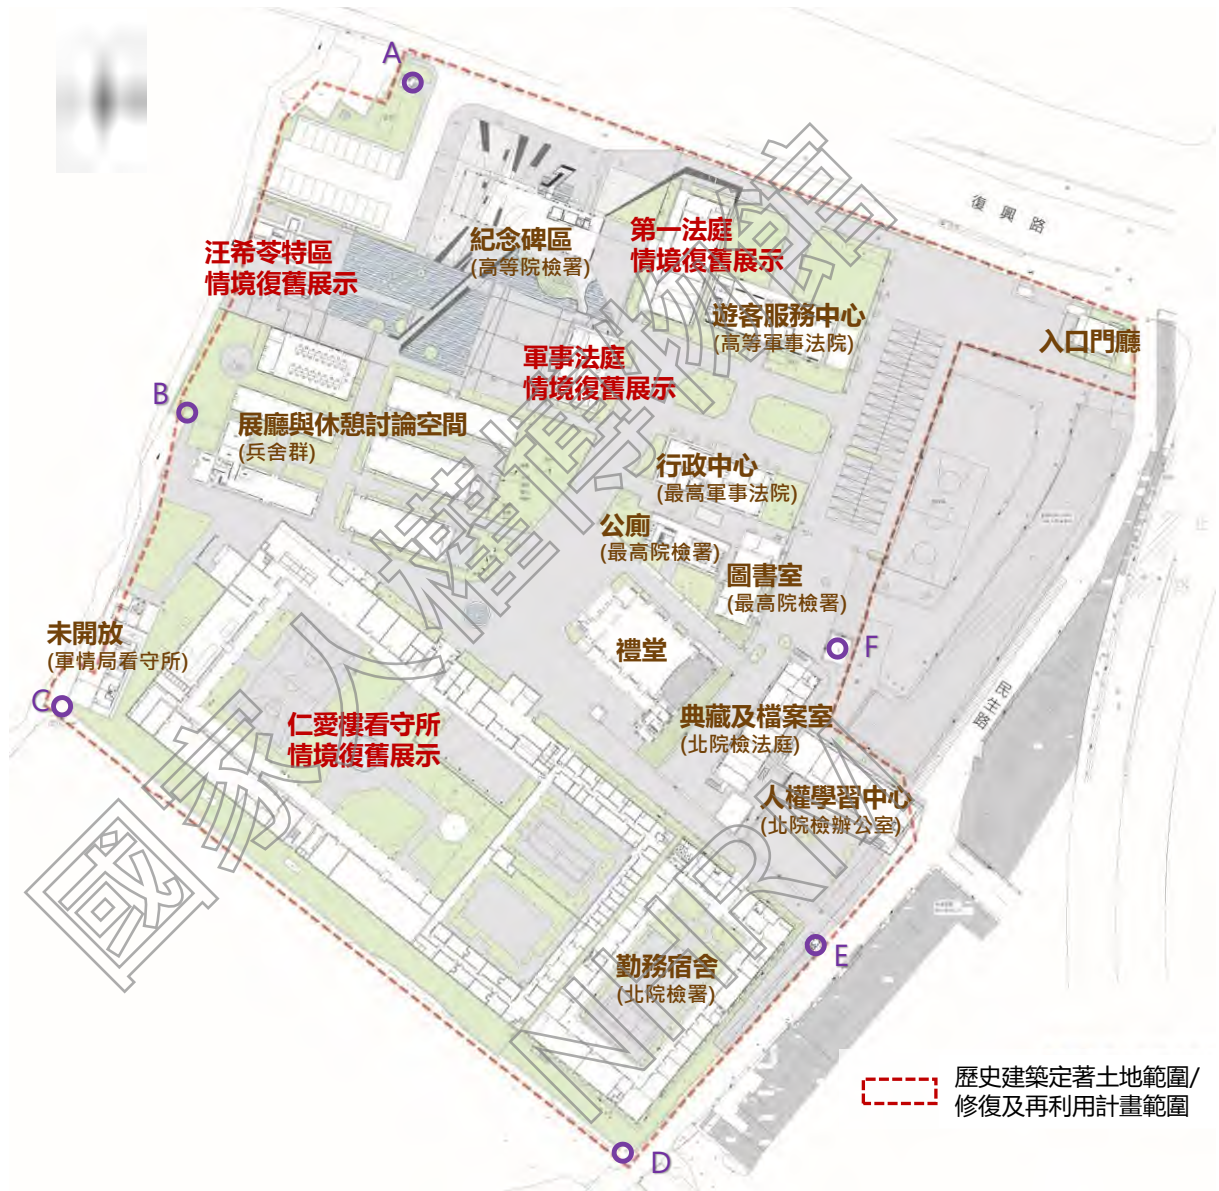 A
復興路
第一法庭
情境復舊展示
汪希苓特區
情境復舊展示
紀念碑區
(高等院檢署)
遊客服務中心
(高等軍事法院)
入口門廳
軍事法庭
情境復舊展示
B
展廳與休憩討論空間
(兵舍群)
行政中心
(最高軍事法院)
公廁
(最高院檢署)
圖書室
(最高院檢署)
未開放
(軍情局看守所)
禮堂
F
C
民生路
仁愛樓看守所
情境復舊展示
典藏及檔案室
(北院檢法庭)
人權學習中心
(北院檢辦公室)
E
勤務宿舍
(北院檢署)
D
歷史建築定著土地範圍/
修復及再利用計畫範圍
國家人權博物館
NHRM